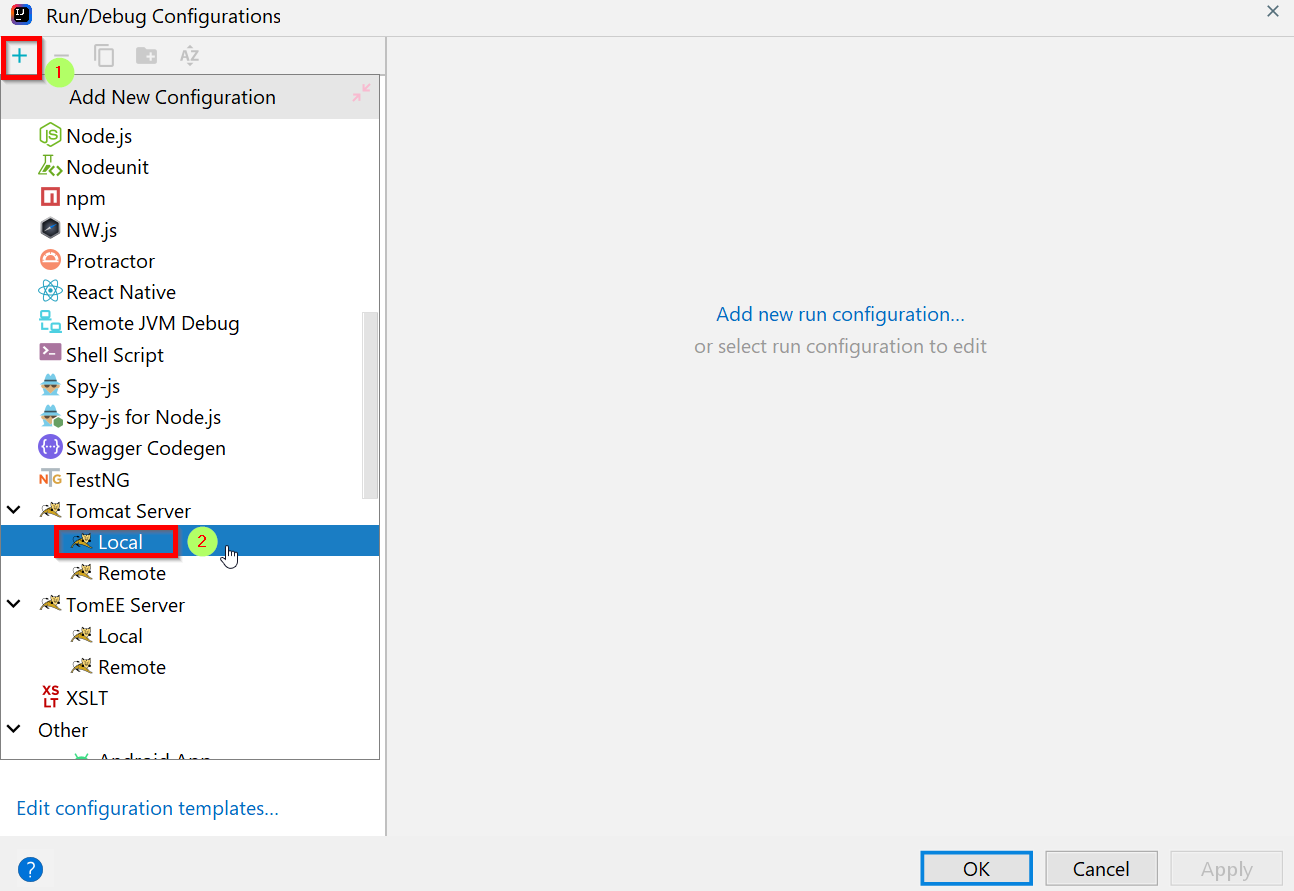 Run/Debug Configurations
1
Add New Configuration
Node.js
Nodeunit
npm
NW.js
Protractor
React Native
Remote JVM Debug
Shell Script
Spy-js
Spy-js for Node.js
Swagger Codegen
TestNG
Tomcat Server
Local 2
Remote
TomEE Server
Local
Remote
XSLT
Other
Android App
Edit configuration templates...
Add new run configuration...
or select run configuration to edit
? OK Cancel Apply